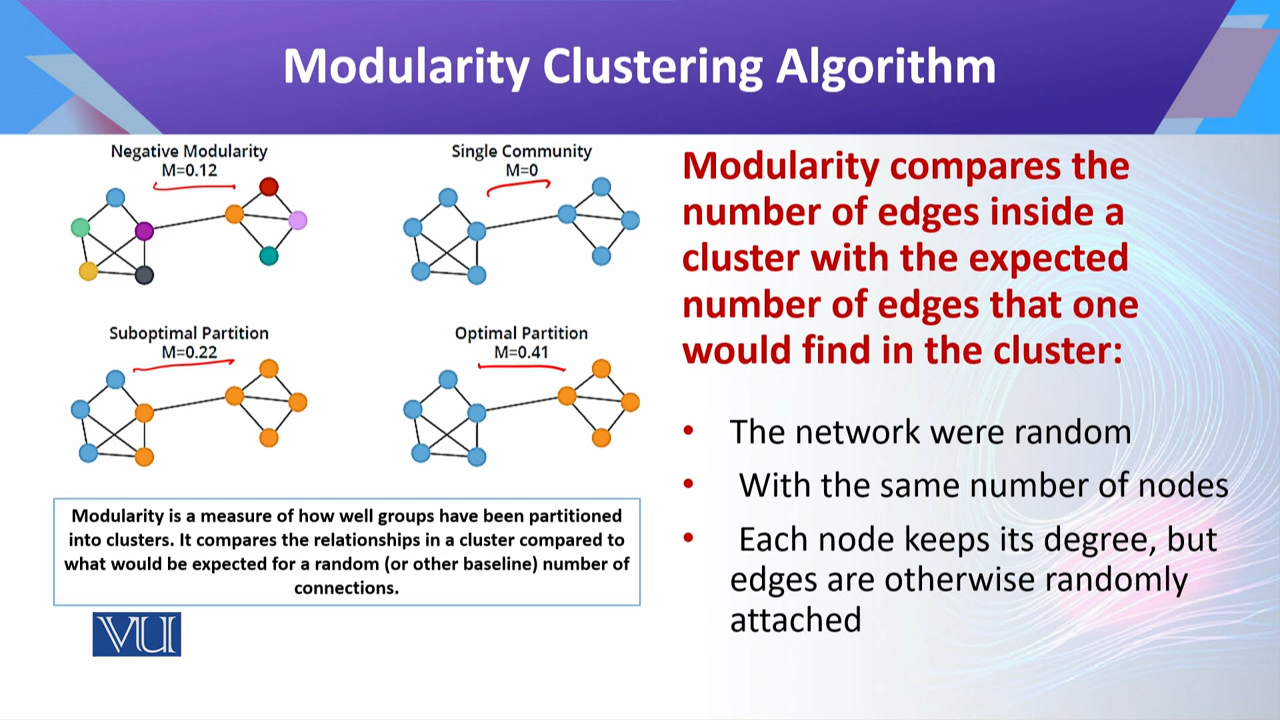 Modularity Clustering Algorithm
Negative Modularity
M=0.12
Single Community
M=0
Suboptimal Partition
M=0.22
Optimal Partition
M=0.41
Modularity is a measure of how well groups have been partitioned
into clusters. It compares the relationships in a cluster compared to
what would be expected for a random (or other baseline) number of
connections.
VU
Modularity compares the
number of edges inside a
cluster with the expected
number of edges that one
would find in the cluster:
• The network were random
• With the same number of nodes
• Each node keeps its degree, but
edges are otherwise randomly
attached